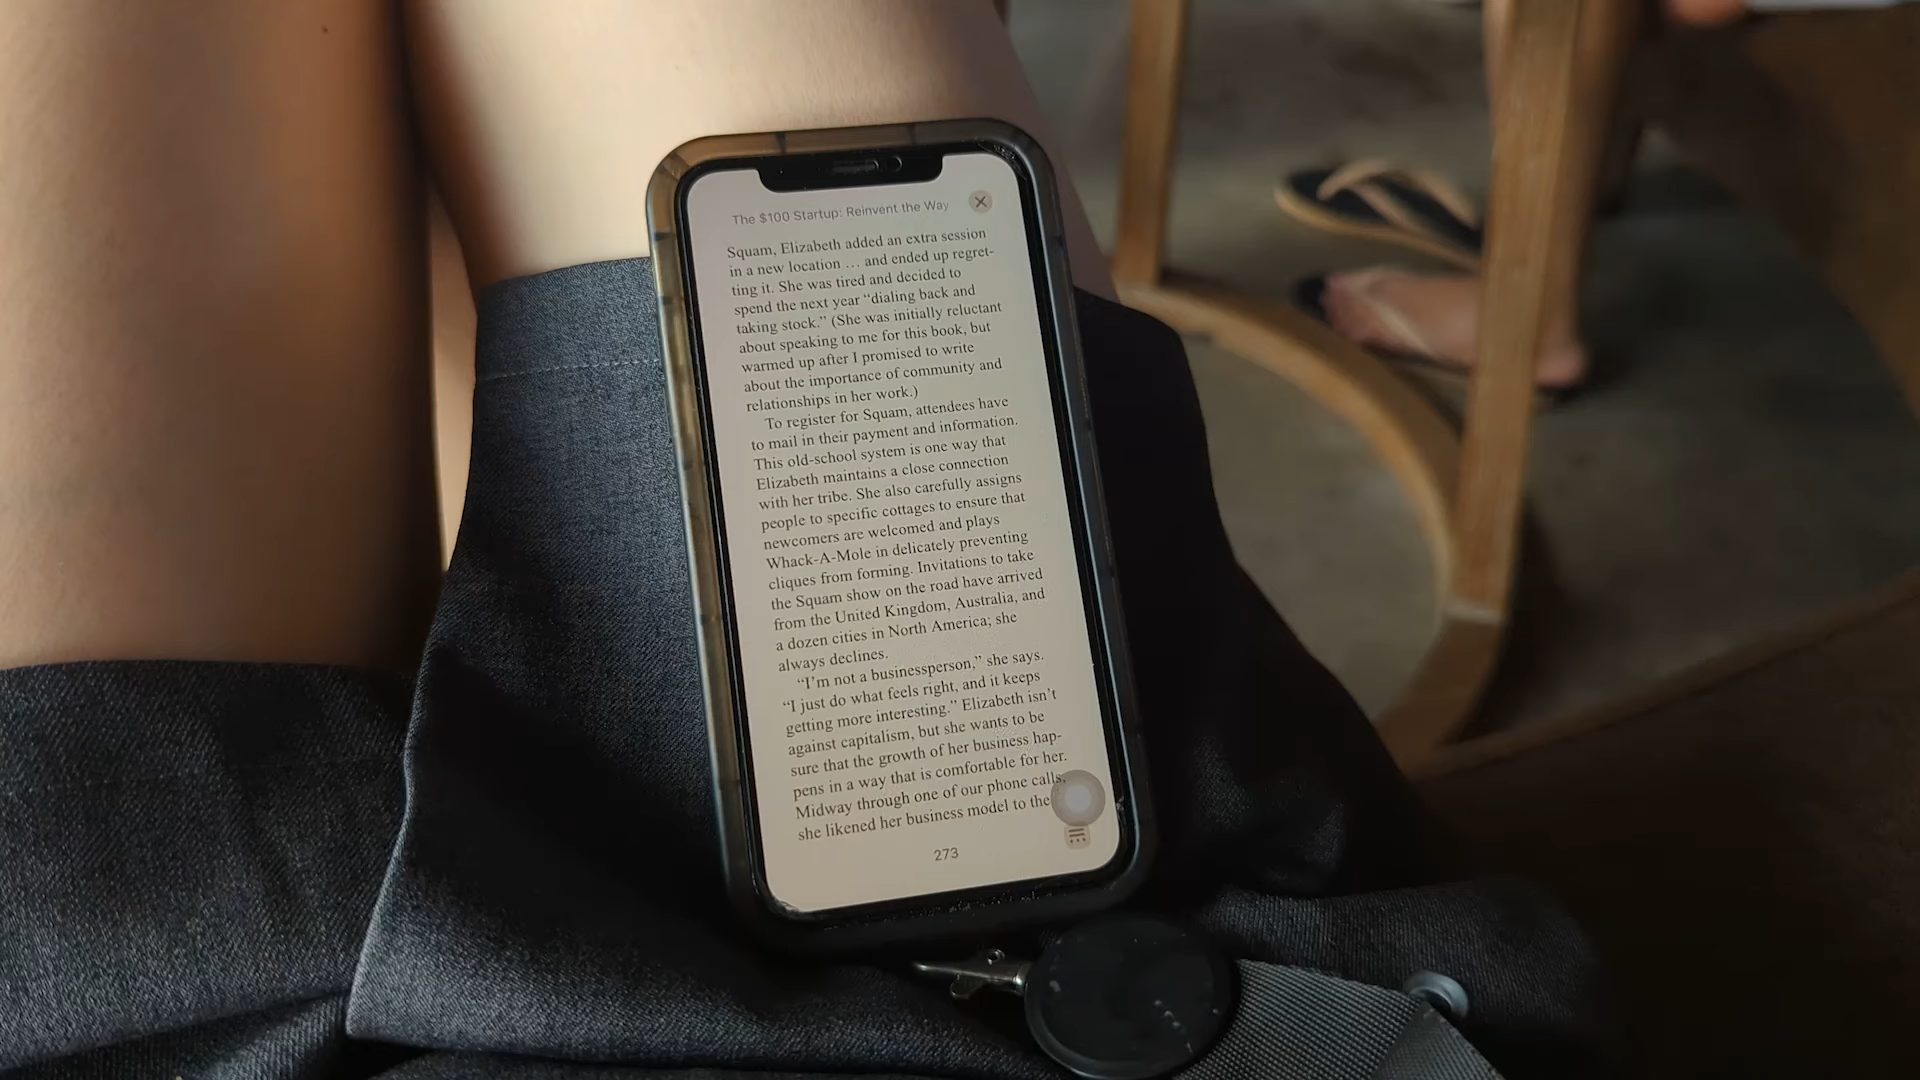 The $100 Startup: Reinvent the Way
Squam, Elizabeth added an extra session
in a new location … and ended up regret-
ting it. She was tired and decided to
spend the next year “dialing back and
taking stock.” (She was initially reluctant
about speaking to me for this book, but
warmed up after I promised to write
about the importance of community and
relationships in her work.)
To register for Squam, attendees have
to mail in their payment and information.
This old-school system is one way that
Elizabeth maintains a close connection
with her tribe. She also carefully assigns
people to specific cottages to ensure that
newcomers are welcomed and plays
Whack-A-Mole in delicately preventing
cliques from forming. Invitations to take
the Squam show on the road have arrived
from the United Kingdom, Australia, and
a dozen cities in North America; she
always declines.
“I’m not a businessperson,” she says.
“I just do what feels right, and it keeps
getting more interesting.” Elizabeth isn’t
against capitalism, but she wants to be
sure that the growth of her business hap-
pens in a way that is comfortable for her.
Midway through one of our phone calls,
she likened her business model to the
273